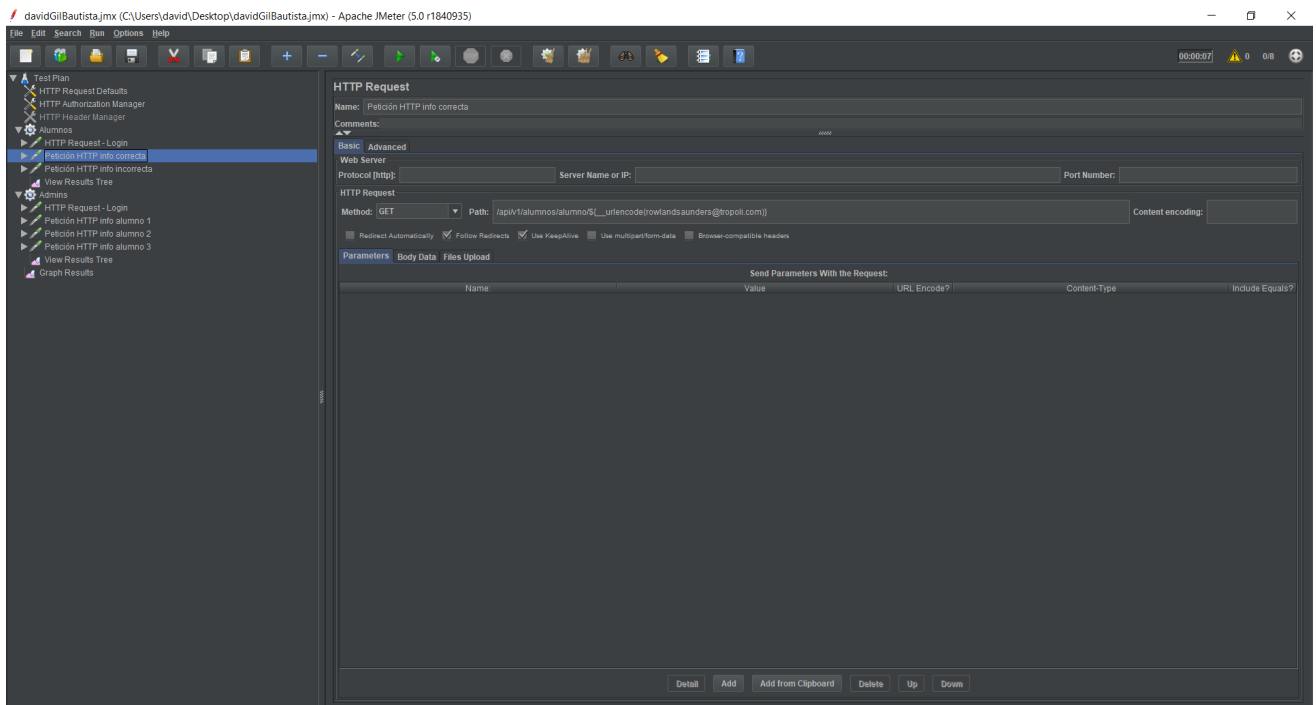 davidGilBautista.jmx (C:\Users\david\Desktop\davidGilBautista.jmx) - Apache JMeter (5.0 r1840935)
File Edit Search Run Options Help
00:00:07 0 0/8
Test Plan
HTTP Request Defaults
HTTP Authorization Manager
HTTP Header Manager
Alumnos
HTTP Request - Login
Petición HTTP info correcta
Petición HTTP info incorrecta
View Results Tree
Admins
HTTP Request - Login
Petición HTTP info alumno 1
Petición HTTP info alumno 2
Petición HTTP info alumno 3
View Results Tree
Graph Results
HTTP Request
Name: Petición HTTP info correcta
Comments:
Basic Advanced
Web Server
Protocol [http]: Server Name or IP: Port Number:
HTTP Request
Method: GET Path: /api/v1/alumnos/alumno/${__urlencode(rowlandsaunders@tropoli.com)} Content encoding:
Redirect Automatically Follow Redirects Use KeepAlive Use multipart/form-data Browser-compatible headers
Parameters Body Data Files Upload
Send Parameters With the Request:
Name: Value URL Encode? Content-Type Include Equals?
Detail Add Add from Clipboard Delete Up Down